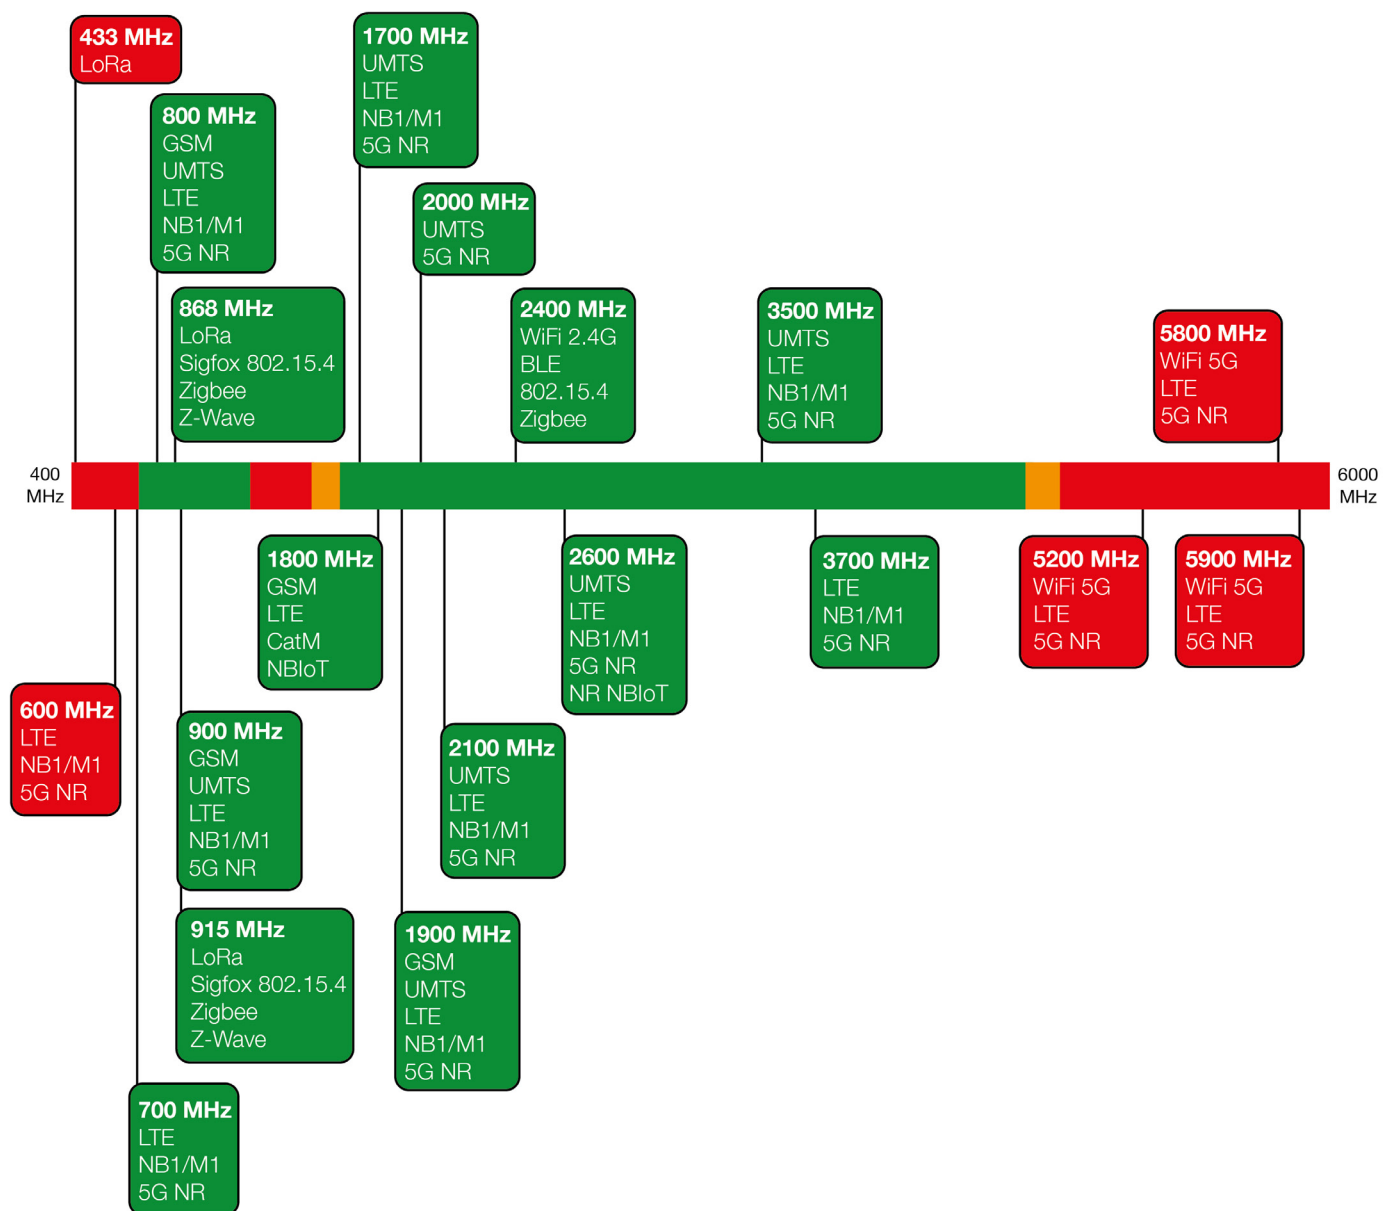 433 MHz
LoRa
1700 MHz
UMTS
LTE
NB1/M1
5G NR
800 MHz
GSM
UMTS
LTE
NB1/M1
5G NR
2000 MHz
UMTS
5G NR
868 MHz
LoRa
Sigfox 802.15.4
Zigbee
Z-Wave
2400 MHz
WiFi 2.4G
BLE
802.15.4
Zigbee
3500 MHz
UMTS
LTE
NB1/M1
5G NR
5800 MHz
WiFi 5G
LTE
5G NR
400
MHz
6000
MHz
1800 MHz
GSM
LTE
CatM
NBIoT
2600 MHz
UMTS
LTE
NB1/M1
5G NR
NR NBIoT
3700 MHz
LTE
NB1/M1
5G NR
5200 MHz
WiFi 5G
LTE
5G NR
5900 MHz
WiFi 5G
LTE
5G NR
600 MHz
LTE
NB1/M1
5G NR
900 MHz
GSM
UMTS
LTE
NB1/M1
5G NR
2100 MHz
UMTS
LTE
NB1/M1
5G NR
915 MHz
LoRa
Sigfox 802.15.4
Zigbee
Z-Wave
1900 MHz
GSM
UMTS
LTE
NB1/M1
5G NR
700 MHz
LTE
NB1/M1
5G NR